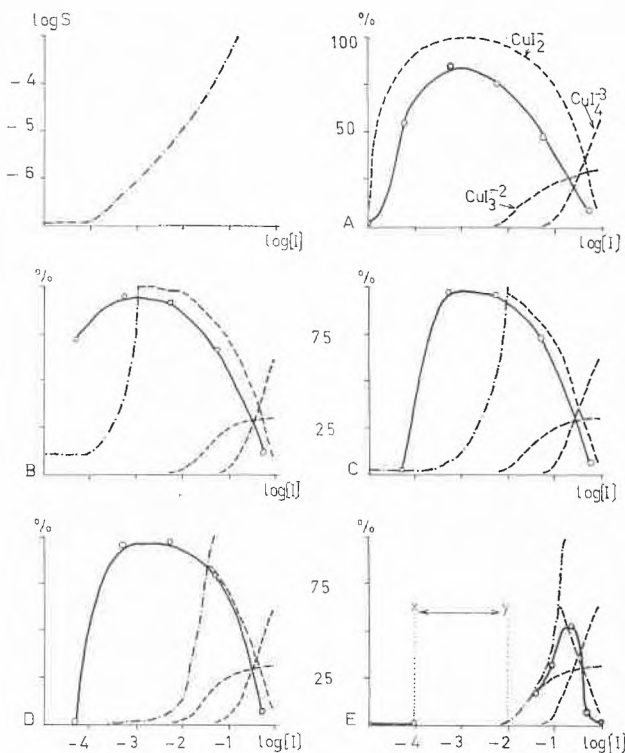 logS
-4
-5
-6
log[I]
%
100
50
A
CuI₂⁻
CuI₄⁻³
CuI₃⁻²
log[I]
%
B
log[I]
75
25
C
log[I]
%
D
-4 -3 -2 -1
log[I]
%
75
25
E
x y
-4 -3 -2 -1
log[I]